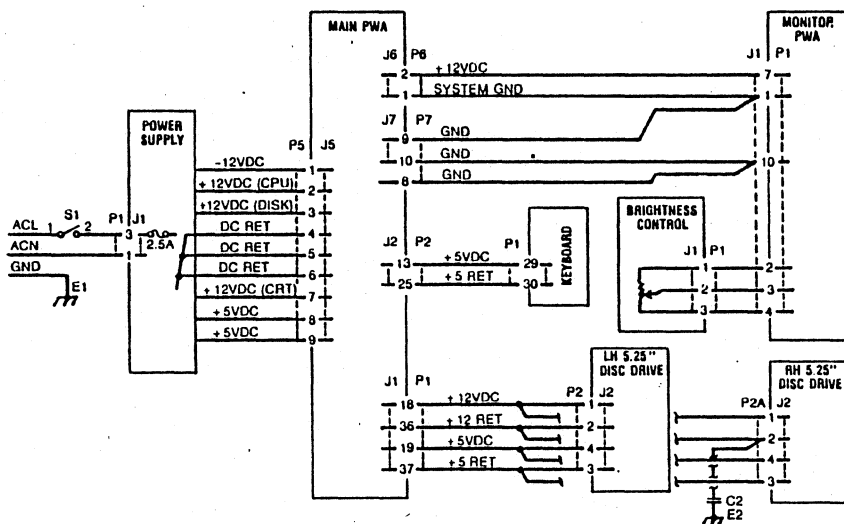 MAIN PWA
MONITOR
PWA
J6 P6
J1 P1
2 +12VDC 7
1 SYSTEM GND 1
POWER
SUPPLY
J7 P7
9 GND
P5 J5
10 GND 10
-12VDC 1
8 GND
+12VDC (CPU) 2
+12VDC (DISK) 3
BRIGHTNESS
CONTROL
S1
ACL 1 2 P1 J1 3
2.5A
DC RET 4
ACN 1
DC RET 5
J2 P2 P1
J1 P1
GND
DC RET 6
13 +5VDC 29
KEYBOARD
1 2
E1
25 +5 RET 30
2 3
+12VDC (CRT) 7
3 4
+5VDC 8
+5VDC 9
LH 5.25"
DISC DRIVE
RH 5.25"
DISC DRIVE
J1 P1
P2 J2
P2A J2
18 +12VDC 1
1
36 +12 RET 2
2
19 +5VDC 4
4
37 +5 RET 3
3
C2
E2